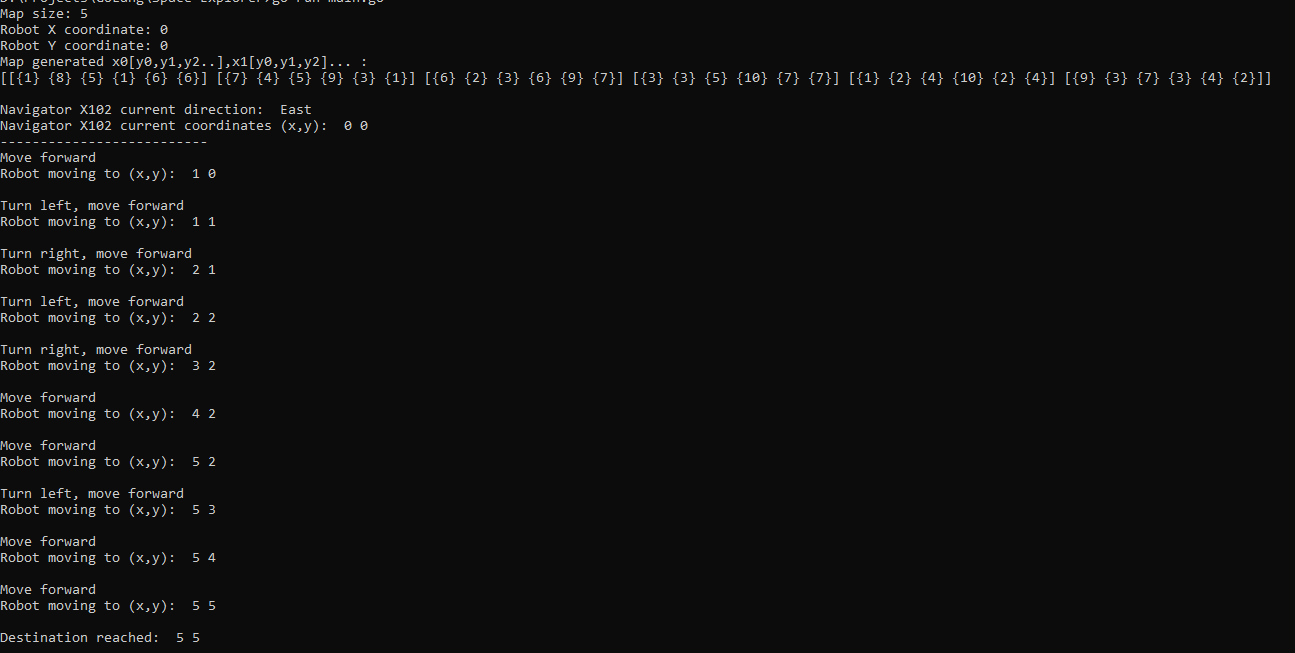 Map size: 5
Robot X coordinate: 0
Robot Y coordinate: 0
Map generated x0[y0,y1,y2..],x1[y0,y1,y2]... :
[[{1} {8} {5} {1} {6} {6}] [{7} {4} {5} {9} {3} {1}] [{6} {2} {3} {6} {9} {7}] [{3} {3} {5} {10} {7} {7}] [{1} {2} {4} {10} {2} {4}] [{9} {3} {7} {3} {4} {2}]]
Navigator X102 current direction:  East
Navigator X102 current coordinates (x,y):  0 0
--------------------------
Move forward
Robot moving to (x,y):  1 0
Turn left, move forward
Robot moving to (x,y):  1 1
Turn right, move forward
Robot moving to (x,y):  2 1
Turn left, move forward
Robot moving to (x,y):  2 2
Turn right, move forward
Robot moving to (x,y):  3 2
Move forward
Robot moving to (x,y):  4 2
Move forward
Robot moving to (x,y):  5 2
Turn left, move forward
Robot moving to (x,y):  5 3
Move forward
Robot moving to (x,y):  5 4
Move forward
Robot moving to (x,y):  5 5
Destination reached:  5 5